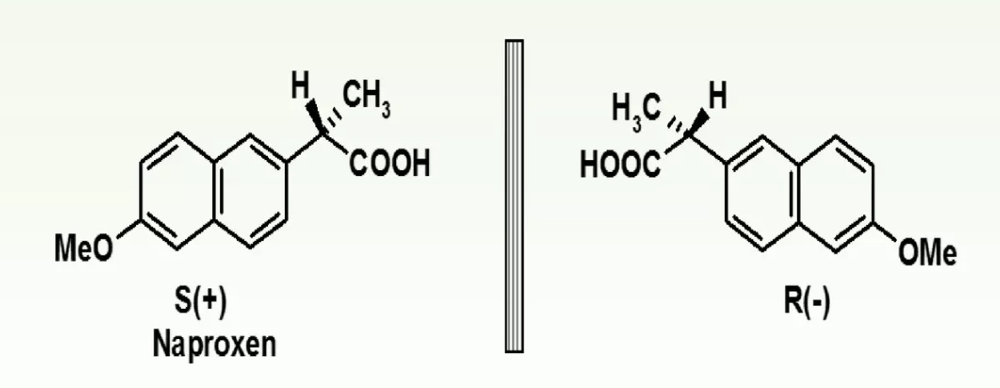 H
CH3
COOH
MeO
S(+)
Naproxen
H3C
H
HOOC
OMe
R(-)